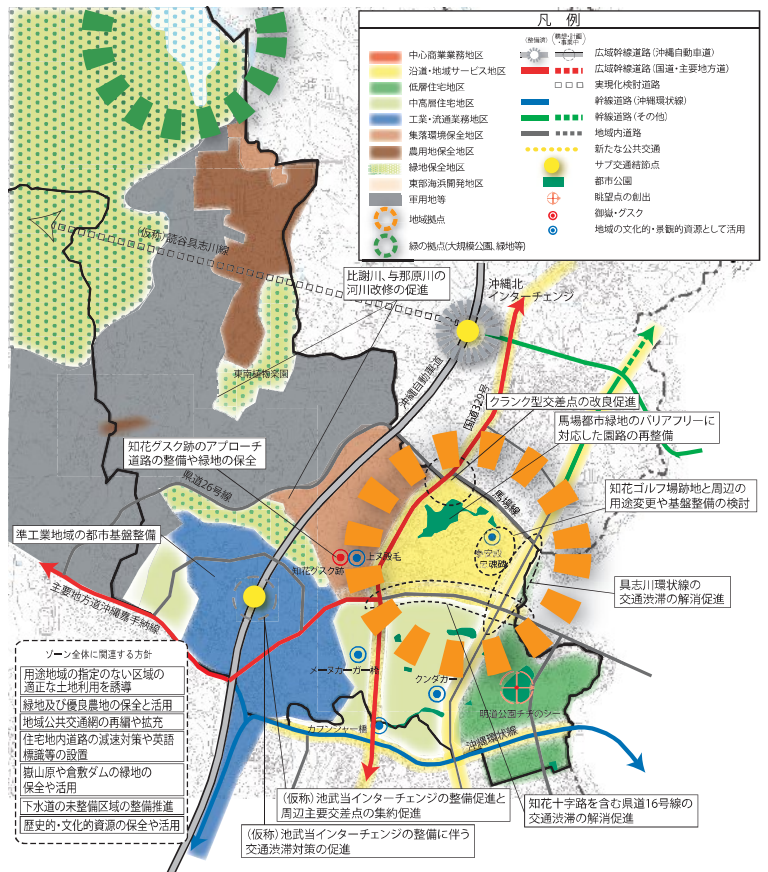 凡 例
(整備済)
(構想・計画・事業中)
中心商業業務地区
沿道・地域サービス地区
低層住宅地区
中高層住宅地区
工業・流通業務地区
集落環境保全地区
農用地保全地区
緑地保全地区
東部海浜開発地区
軍用地等
地域拠点
緑の拠点(大規模公園、緑地等)
広域幹線道路(沖縄自動車道)
広域幹線道路(国道・主要地方道)
実現化検討道路
幹線道路(沖縄環状線)
幹線道路(その他)
地域内道路
新たな公共交通
サブ交通結節点
都市公園
眺望点の創出
御嶽・グスク
地域の文化的・景観的資源として活用
(仮称)読谷具志川線
比謝川、与那原川の
河川改修の促進
沖縄北
インターチェンジ
東南植物楽園
沖縄自動車道
国道329号
クランク型交差点の改良促進
馬場都市緑地のバリアフリーに
対応した園路の再整備
知花グスク跡のアプローチ
道路の整備や緑地の保全
県道26号線
馬場線
知花ゴルフ場跡地と周辺の
用途変更や基盤整備の検討
準工業地域の都市基盤整備
上ヌ殿毛
知花グスク跡
忠魂碑
主要地方道沖縄嘉手納線
具志川環状線の
交通渋滞の解消促進
ゾーン全体に関連する方針
用途地域の指定のない区域の
適正な土地利用を誘導
緑地及び優良農地の保全と活用
地域公共交通網の再編や拡充
住宅地内道路の減速対策や英語
標識等の設置
嶽山原や倉敷ダムの緑地の
保全や活用
下水道の未整備区域の整備推進
歴史的・文化的資源の保全や活用
メーヌカーガー橋
クンダガー
明道公園チチのシー
カフンジャー橋
沖縄環状線
(仮称)池武当インターチェンジの整備促進と
周辺主要交差点の集約促進
知花十字路を含む県道16号線の
交通渋滞の解消促進
(仮称)池武当インターチェンジの整備に伴う
交通渋滞対策の促進